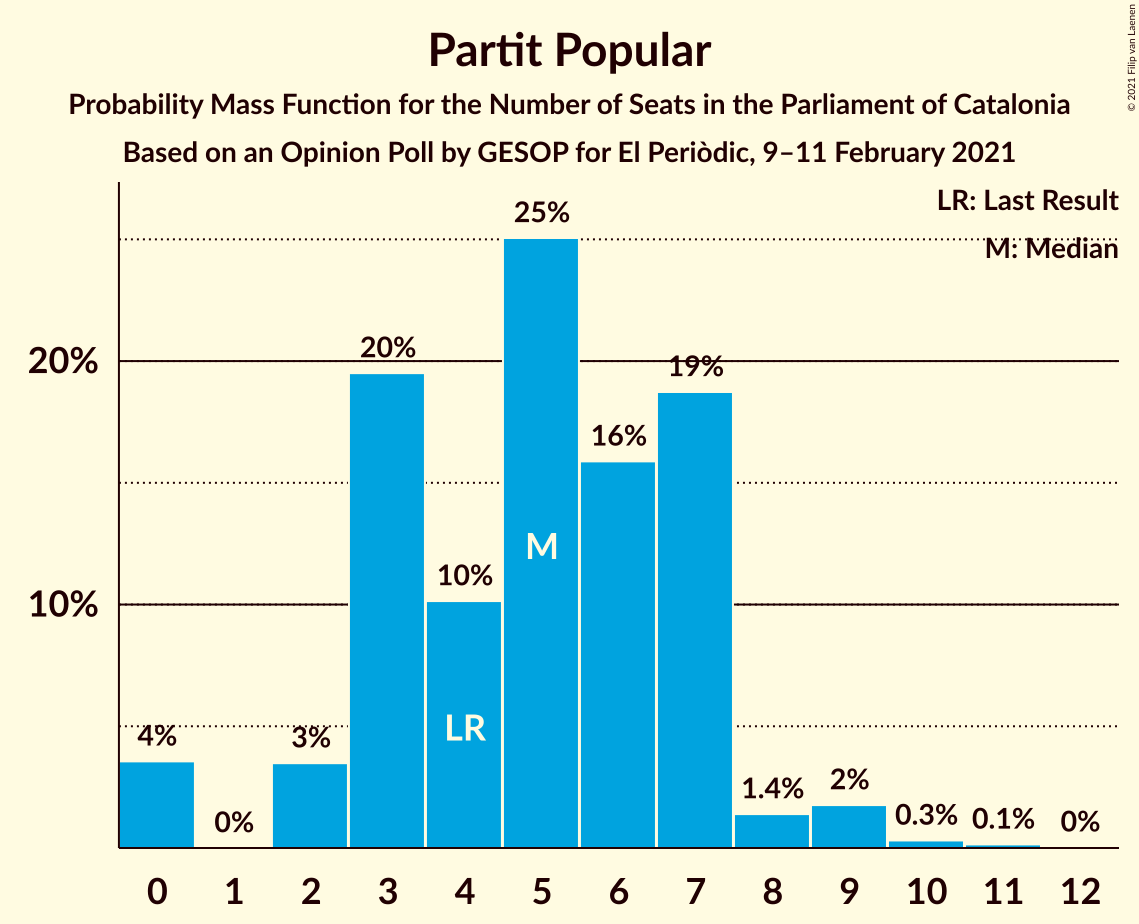 Partit Popular
Probability Mass Function for the Number of Seats in the Parliament of Catalonia
Based on an Opinion Poll by GESOP for El Periòdic, 9–11 February 2021
© 2021 Filip van Laenen
LR: Last Result
M: Median
20%
10%
4%
0%
3%
20%
10%
25%
16%
19%
1.4%
2%
0.3%
0.1%
0%
M
LR
0 1 2 3 4 5 6 7 8 9 10 11 12